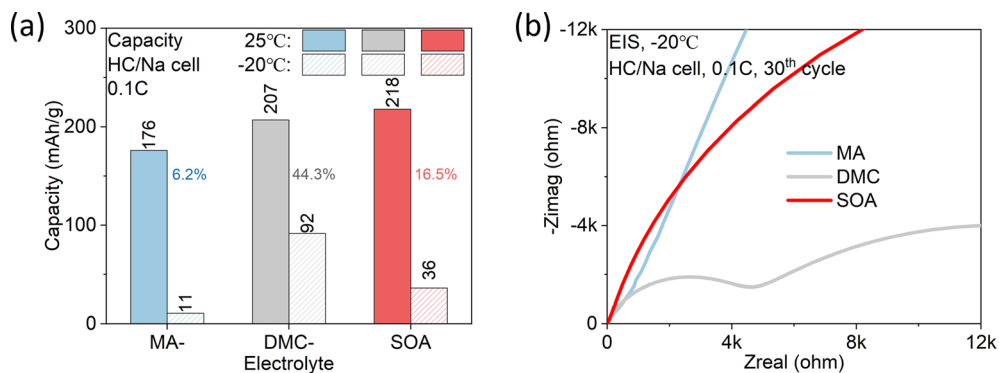 (a)
Capacity 25℃:
HC/Na cell -20℃:
0.1C
300
200
100
0
Capacity (mAh/g)
176
6.2%
11
207
44.3%
92
218
16.5%
36
MA- DMC- SOA
Electrolyte
(b)
EIS, -20℃
HC/Na cell, 0.1C, 30th cycle
-12k
-8k
-4k
0
-Zimag (ohm)
MA
DMC
SOA
0 4k 8k 12k
Zreal (ohm)